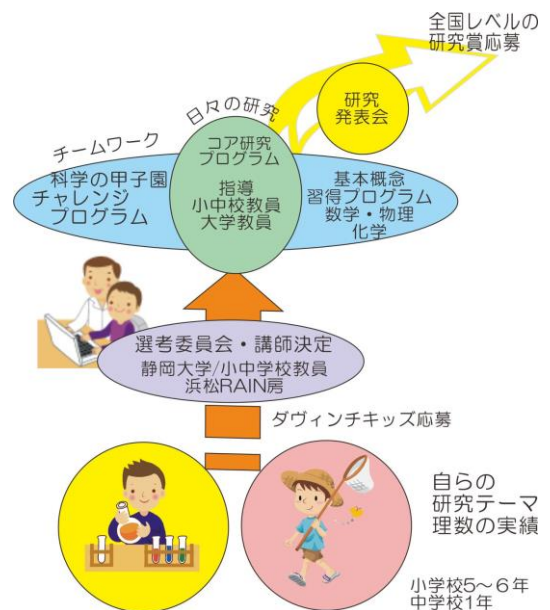 全国レベルの
研究賞応募
研究
発表会
日々の研究
チームワーク
コア研究
プログラム
指導
小中校教員
大学教員
科学の甲子園
チャレンジ
プログラム
基本概念
習得プログラム
数学・物理
化学
選考委員会・講師決定
静岡大学/小中学校教員
浜松RAIN房
ダヴィンチキッズ応募
自らの
研究テーマ
理数の実績
小学校5〜6年
中学校1年